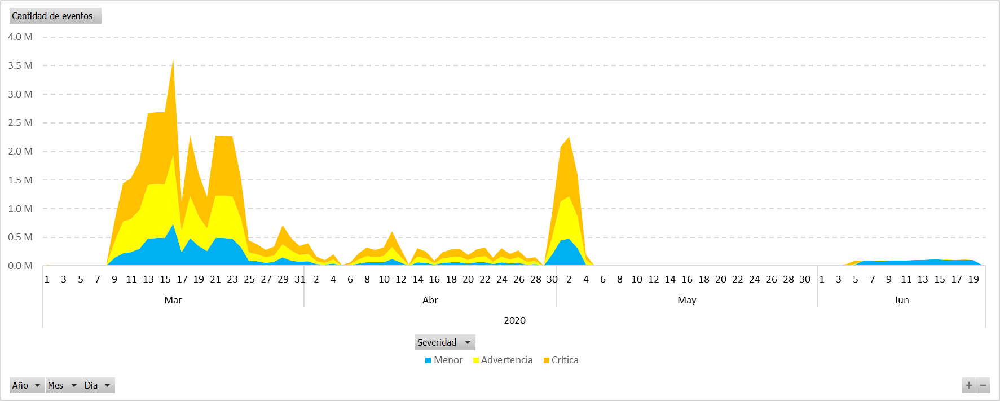 Cantidad de eventos
4.0 M
3.5 M
3.0 M
2.5 M
2.0 M
1.5 M
1.0 M
0.5 M
0.0 M
1 3 5 7 9 11 13 15 17 19 21 23 25 27 29 31 2 4 6 8 10 12 14 16 18 20 22 24 26 28 30 2 4 6 8 10 12 14 16 18 20 22 24 26 28 30 1 3 5 7 9 11 13 15 17 19
Mar Abr May Jun
2020
Severidad
Menor Advertencia Crítica
Año Mes Dia + −